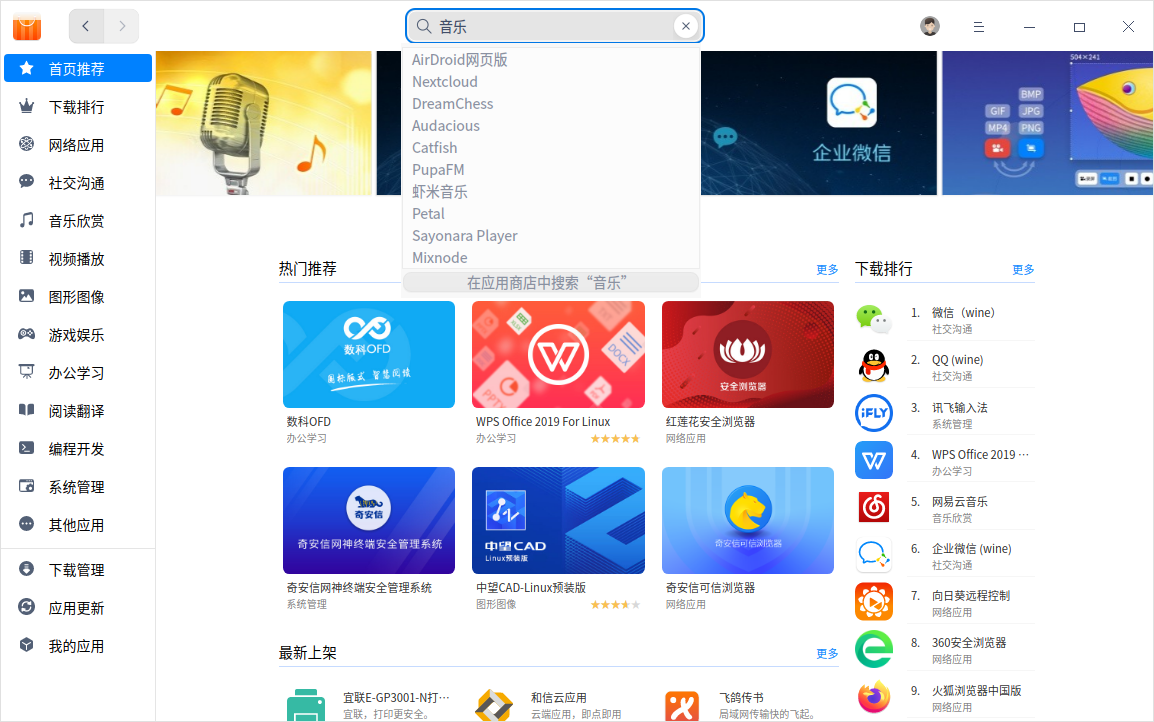 音乐
首页推荐
下载排行
网络应用
社交沟通
音乐欣赏
视频播放
图形图像
游戏娱乐
办公学习
阅读翻译
编程开发
系统管理
其他应用
下载管理
应用更新
我的应用
AirDroid网页版
Nextcloud
DreamChess
Audacious
Catfish
PupaFM
虾米音乐
Petal
Sayonara Player
Mixnode
在应用商店中搜索“音乐”
企业微信
504×241
BMP
GIF JPG
MP4 PNG
热门推荐 更多
数科OFD
国标版式 智慧阅读
数科OFD
办公学习
XLS
DOCX
PPTX
WPS Office 2019 For Linux
办公学习
安全浏览器
红莲花安全浏览器
网络应用
奇安信
奇安信网神终端安全管理系统
奇安信网神终端安全管理系统
系统管理
中望CAD
Linux预装版
中望CAD-Linux预装版
图形图像
奇安信可信浏览器
奇安信可信浏览器
网络应用
最新上架 更多
宜联E-GP3001-N打…
宜联，打印更安全。
和信云应用
云端应用，即点即用
飞鸽传书
局域网传输快的飞起。
下载排行 更多
1. 微信（wine）
社交沟通
2. QQ (wine)
社交沟通
iFLY
3. 讯飞输入法
系统管理
4. WPS Office 2019 …
办公学习
5. 网易云音乐
音乐欣赏
6. 企业微信 (wine)
社交沟通
7. 向日葵远程控制
网络应用
8. 360安全浏览器
网络应用
9. 火狐浏览器中国版
网络应用